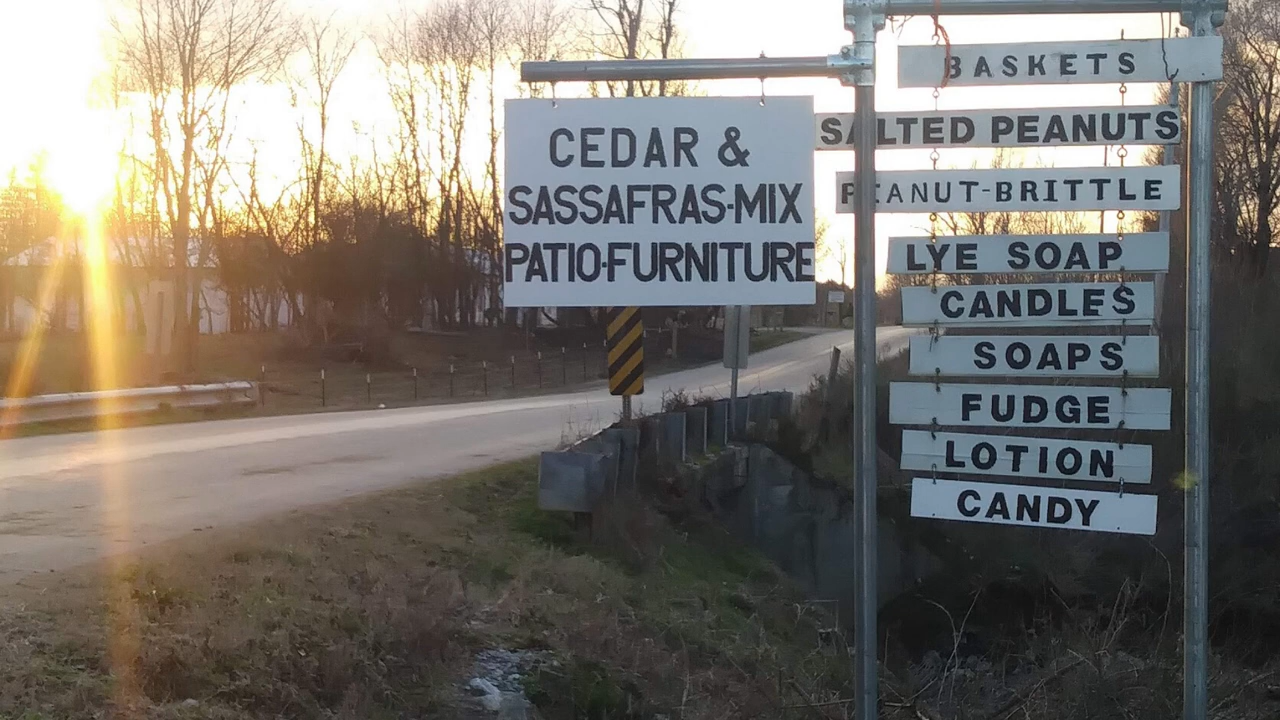 CEDAR &
SASSAFRAS-MIX
PATIO-FURNITURE
BASKETS
SALTED PEANUTS
PEANUT-BRITTLE
LYE SOAP
CANDLES
SOAPS
FUDGE
LOTION
CANDY